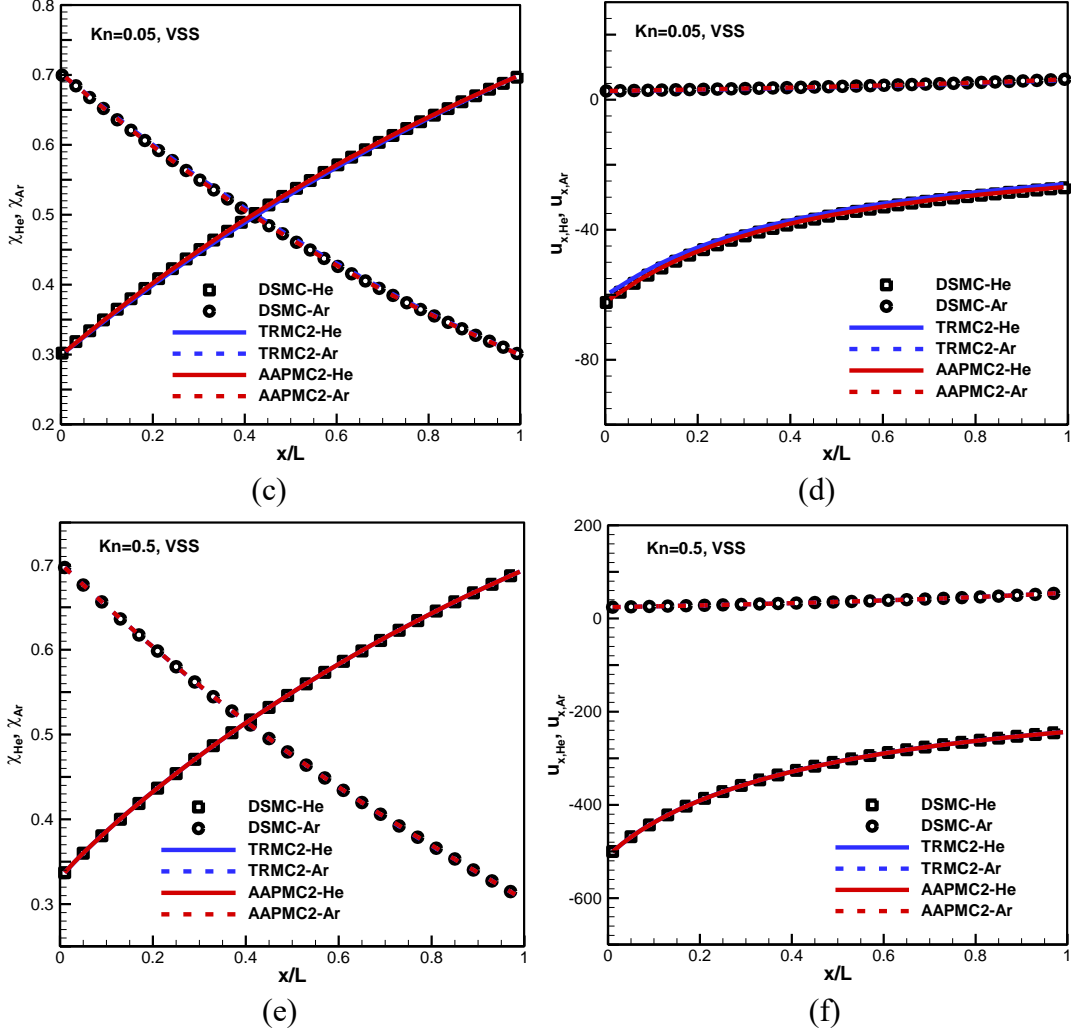 0.8
0.7
0.6
0.5
0.4
0.3
0.2
χHe, χAr
Kn=0.05, VSS
DSMC-He
DSMC-Ar
TRMC2-He
TRMC2-Ar
AAPMC2-He
AAPMC2-Ar
0 0.2 0.4 0.6 0.8 1
x/L
(c)
0
-40
-80
ux,He, ux,Ar
Kn=0.05, VSS
DSMC-He
DSMC-Ar
TRMC2-He
TRMC2-Ar
AAPMC2-He
AAPMC2-Ar
0 0.2 0.4 0.6 0.8 1
x/L
(d)
0.7
0.6
0.5
0.4
0.3
χHe, χAr
Kn=0.5, VSS
DSMC-He
DSMC-Ar
TRMC2-He
TRMC2-Ar
AAPMC2-He
AAPMC2-Ar
0 0.2 0.4 0.6 0.8 1
x/L
(e)
200
0
-200
-400
-600
ux,He, ux,Ar
Kn=0.5, VSS
DSMC-He
DSMC-Ar
TRMC2-He
TRMC2-Ar
AAPMC2-He
AAPMC2-Ar
0 0.2 0.4 0.6 0.8 1
x/L
(f)